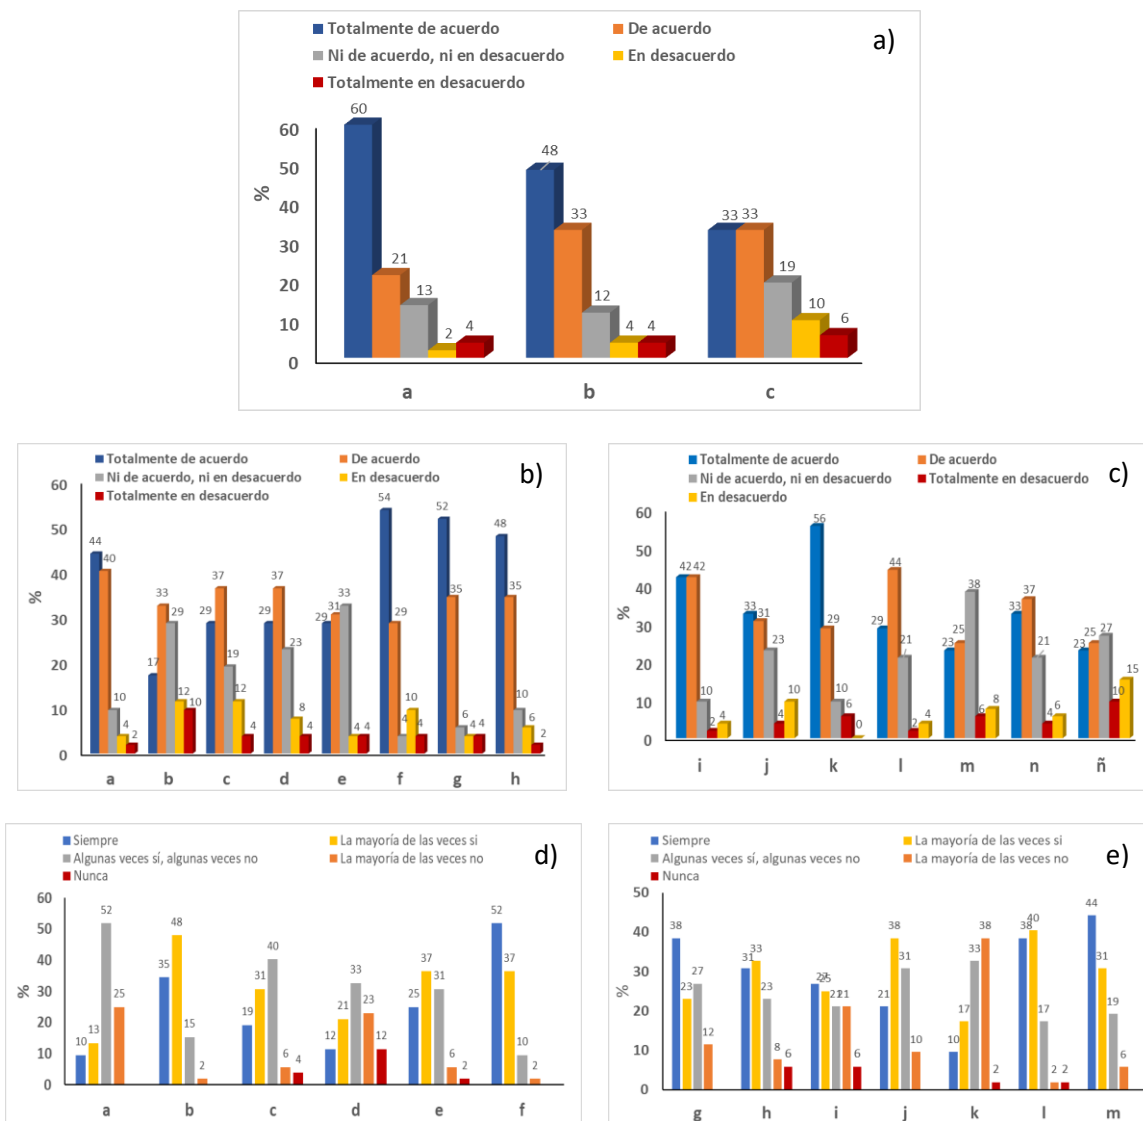 Totalmente de acuerdo De acuerdo a)
Ni de acuerdo, ni en desacuerdo En desacuerdo
Totalmente en desacuerdo
60
60
50 48
40
% 33 33 33
30
21 19
20
13 12 10
10 6
2 4 4 4
0
a b c
Totalmente de acuerdo De acuerdo b)
Ni de acuerdo, ni en desacuerdo En desacuerdo
Totalmente en desacuerdo
60
54 52
50 48
44
40 40
37 37
% 33 33 35 35
30 29 29 29 29 31 29
23
20 19
17
12 12
10 10 10 10 10
8
6 6
4 2 4 4 4 4 4 4 4 4 2
0
a b c d e f g h
Totalmente de acuerdo De acuerdo c)
Ni de acuerdo, ni en desacuerdo Totalmente en desacuerdo
En desacuerdo
60
56
50
44
42 42
40 38 37
% 33 31 33
30 29 29
27
23 23 25 23 25
20 21 21
15
10 10 10 10 10
8
6 6 6
2 4 4 0 2 4 4
0
i j k l m n ñ
Siempre La mayoría de las veces si d)
Algunas veces sí, algunas veces no La mayoría de las veces no
Nunca
60
52 52
50 48
40 40
% 35 37 37
31 33 31
30
25 25
23
20 19 21
15
13 12 12
10 10 10
6 6
2 4 2 2
0
a b c d e f
Siempre La mayoría de las veces si e)
Algunas veces sí, algunas veces no La mayoría de las veces no
Nunca
50
44
40 40
38 38 38 38
% 33 33
31 31 31
30
27 27
25
23 23
20 21 21 21
19
17 17
12
10 10 10
8
6 6 6
2 2 2
0
g h i j k l m